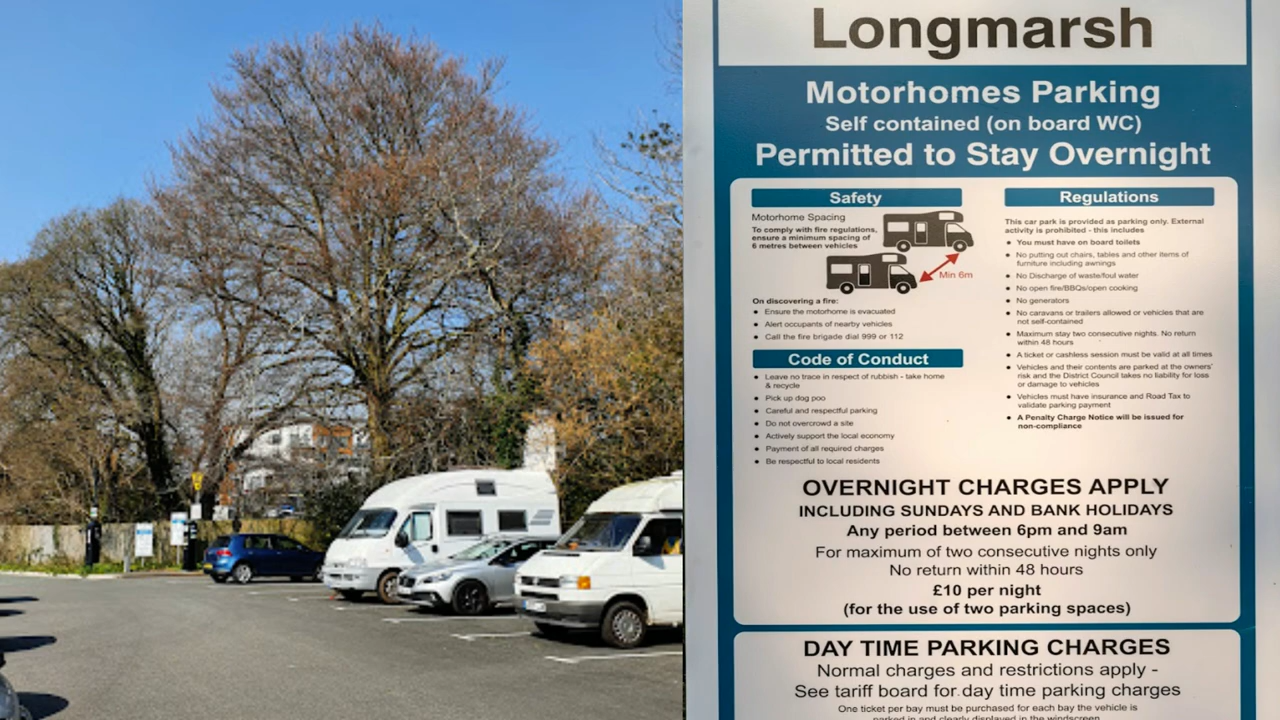 Longmarsh
Motorhomes Parking
Self contained (on board WC)
Permitted to Stay Overnight
Safety
Motorhome Spacing
To comply with fire regulations,
ensure a minimum spacing of
6 metres between vehicles
Min 6m
On discovering a fire:
• Ensure the motorhome is evacuated
• Alert occupants of nearby vehicles
• Call the fire brigade dial 999 or 112
Code of Conduct
• Leave no trace in respect of rubbish - take home
& recycle
• Pick up dog poo
• Careful and respectful parking
• Do not overcrowd a site
• Actively support the local economy
• Payment of all required charges
• Be respectful to local residents
Regulations
This car park is provided as parking only. External
activity is prohibited - this includes
• You must have on board toilets
• No putting out chairs, tables and other items of
furniture including awnings
• No Discharge of waste/foul water
• No open fire/BBQs/open cooking
• No generators
• No caravans or trailers allowed or vehicles that are
not self-contained
• Maximum stay two consecutive nights. No return
within 48 hours
• A ticket or cashless session must be valid at all times
• Vehicles and their contents are parked at the owners'
risk and the District Council takes no liability for loss
or damage to vehicles
• Vehicles must have insurance and Road Tax to
validate parking payment
• A Penalty Charge Notice will be issued for
non-compliance
OVERNIGHT CHARGES APPLY
INCLUDING SUNDAYS AND BANK HOLIDAYS
Any period between 6pm and 9am
For maximum of two consecutive nights only
No return within 48 hours
£10 per night
(for the use of two parking spaces)
DAY TIME PARKING CHARGES
Normal charges and restrictions apply -
See tariff board for day time parking charges
One ticket per bay must be purchased for each bay the vehicle is
parked in and clearly displayed in the windscreen